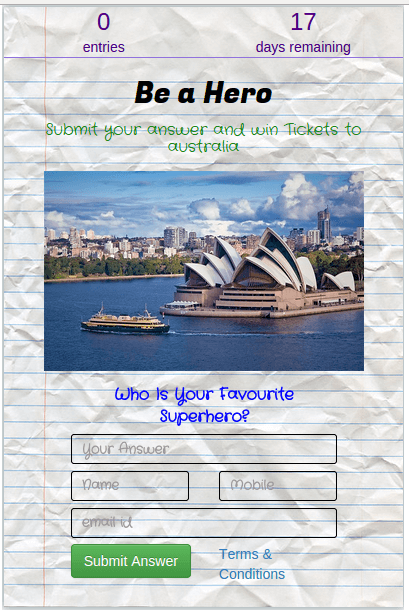 0 17
entries days remaining
Be a Hero
Submit your answer and win Tickets to
australia
Who Is Your Favourite
Superhero?
Your Answer
Name Mobile
email id
Submit Answer Terms &
Conditions